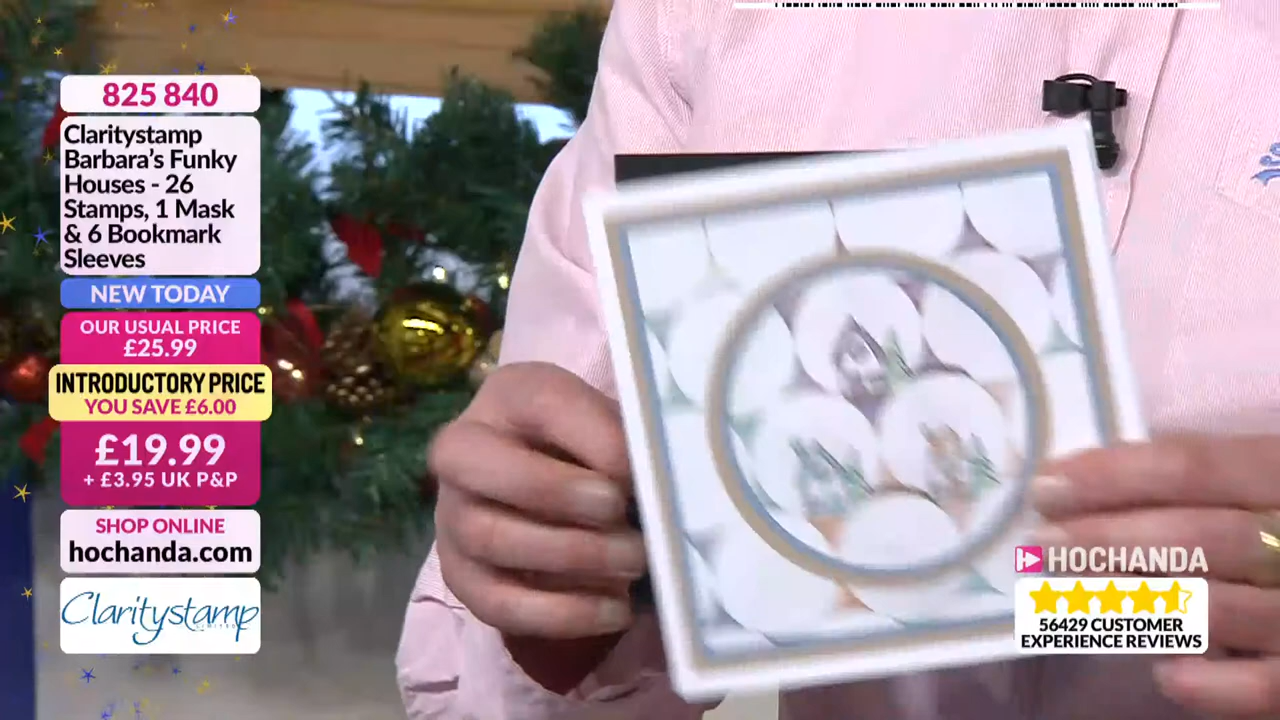 825 840
Claritystamp
Barbara's Funky
Houses - 26
Stamps, 1 Mask
& 6 Bookmark
Sleeves
NEW TODAY
OUR USUAL PRICE
£25.99
INTRODUCTORY PRICE
YOU SAVE £6.00
£19.99
+ £3.95 UK P&P
SHOP ONLINE
hochanda.com
Claritystamp
LIMITED
HOCHANDA
56429 CUSTOMER
EXPERIENCE REVIEWS